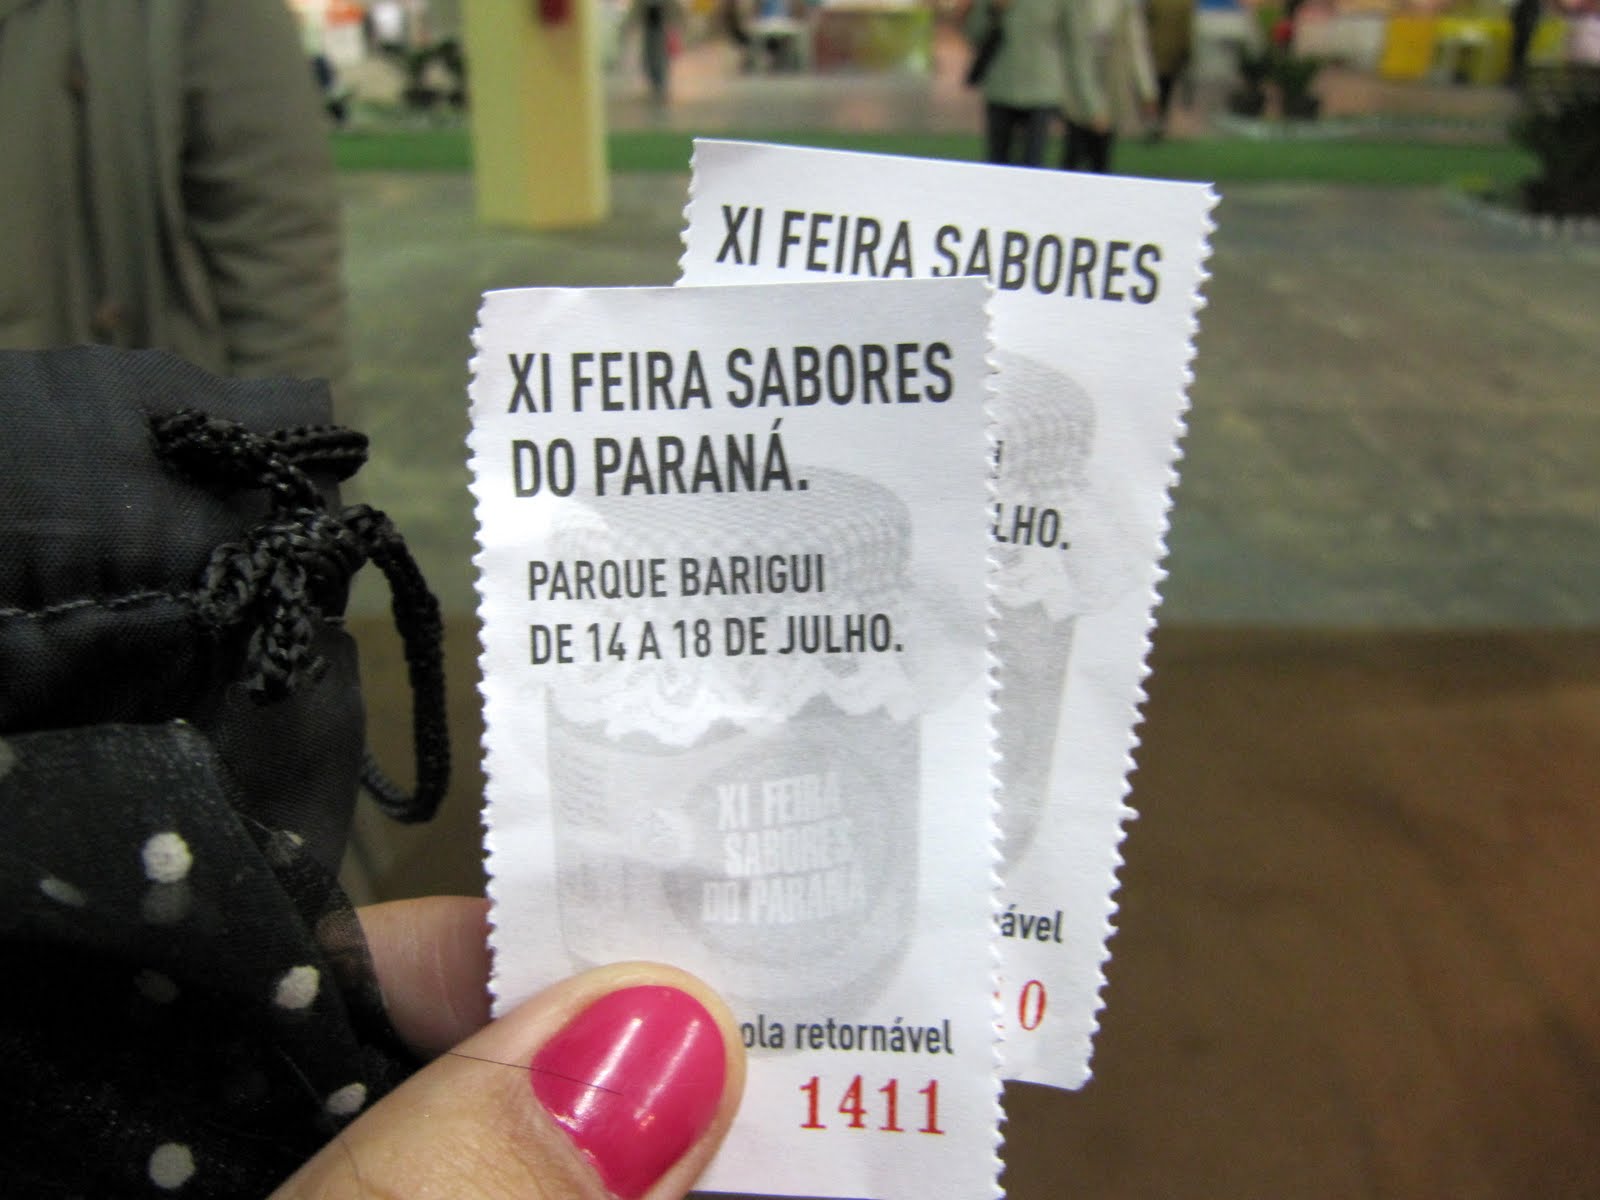 XI FEIRA SABORES
XI FEIRA SABORES
DO PARANÁ.
PARQUE BARIGUI
DE 14 A 18 DE JULHO.
XI FEIRA
SABORES
DO PARANÁ
retornável
1411
LHO.
ável
0